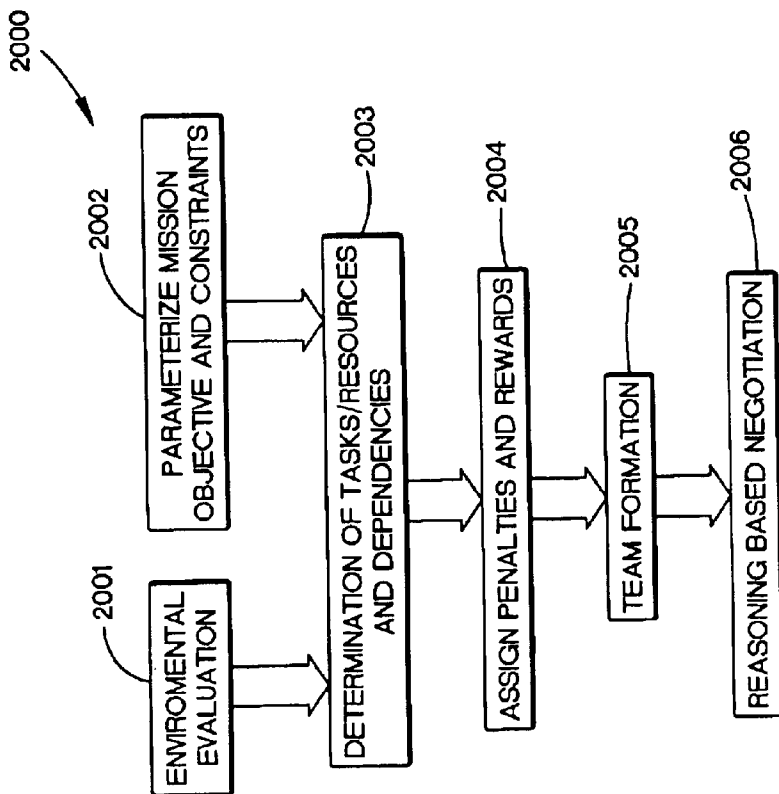 2000
2001
ENVIROMENTAL
EVALUATION
2002
PARAMETERIZE MISSION
OBJECTIVE AND CONSTRAINTS
2003
DETERMINATION OF TASKS/RESOURCES
AND DEPENDENCIES
2004
ASSIGN PENALTIES AND REWARDS
2005
TEAM FORMATION
2006
REASONING BASED NEGOTIATION